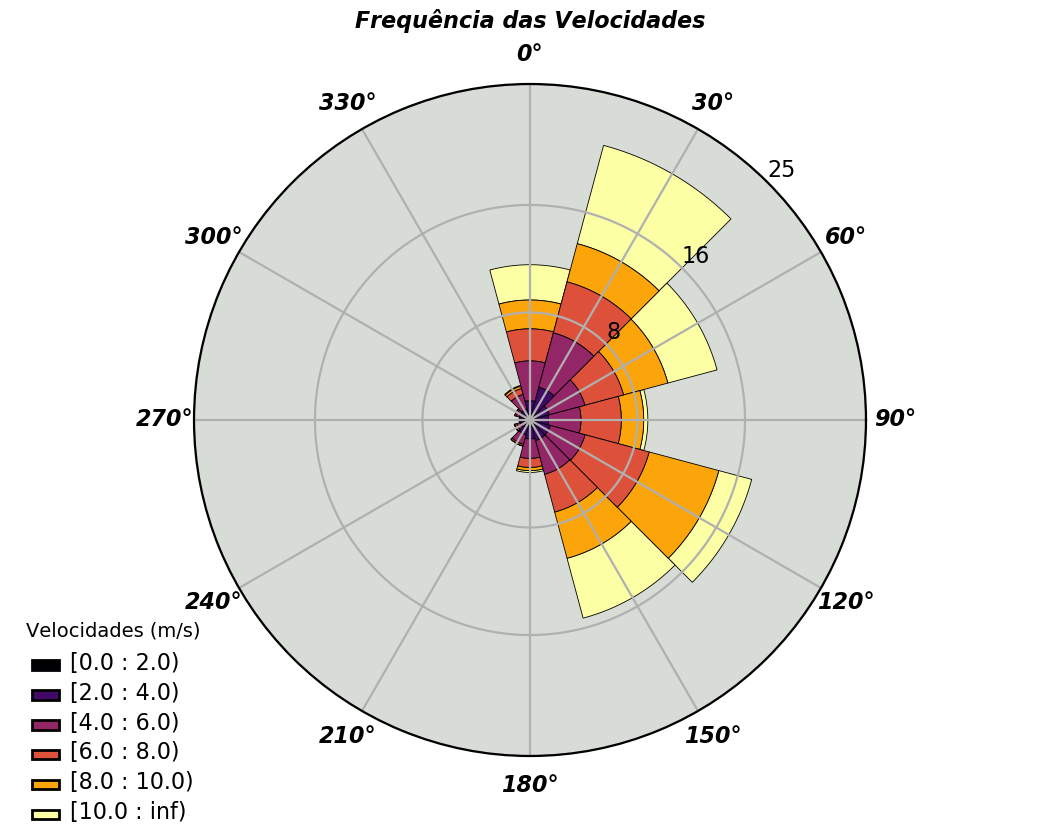 Frequência das Velocidades
0°
330°
30°
25
300°
60°
16
8
270°
90°
240°
120°
210°
150°
180°
Velocidades (m/s)
[0.0 : 2.0)
[2.0 : 4.0)
[4.0 : 6.0)
[6.0 : 8.0)
[8.0 : 10.0)
[10.0 : inf)